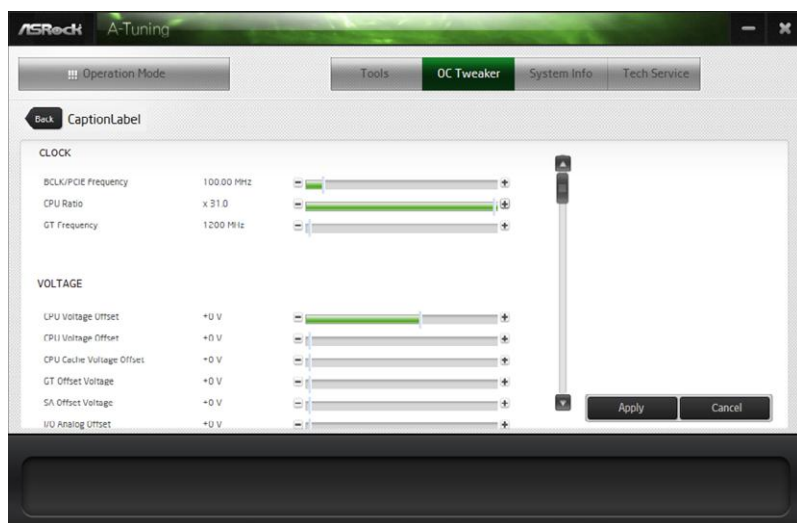 ASRock A-Tuning
Operation Mode Tools OC Tweaker System Info Tech Service
Back CaptionLabel
CLOCK
BCLK/PCIE Frequency 100.00 MHz
CPU Ratio x 31.0
GT Frequency 1200 MHz
VOLTAGE
CPU Voltage Offset +0 V
CPU Voltage Offset +0 V
CPU Cache Voltage Offset +0 V
GT Offset Voltage +0 V
SA Offset Voltage +0 V
I/O Analog Offset +0 V
Apply Cancel